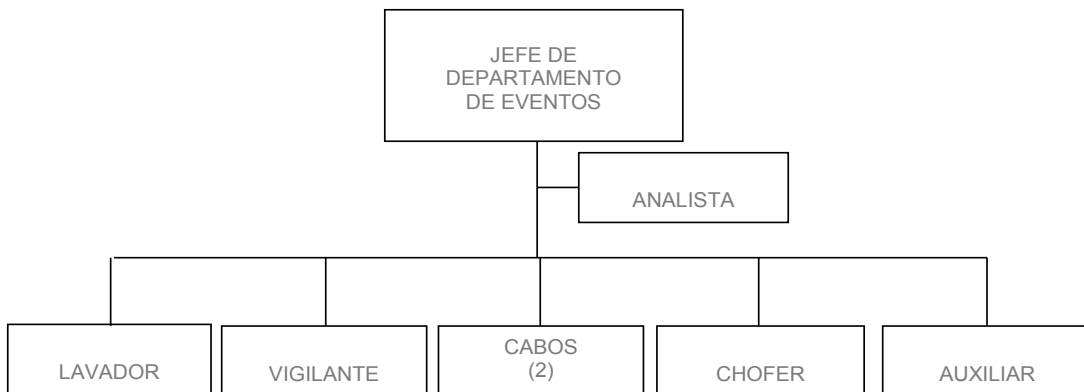 JEFE DE
DEPARTAMENTO
DE EVENTOS
ANALISTA
LAVADOR
VIGILANTE
CABOS
(2)
CHOFER
AUXILIAR